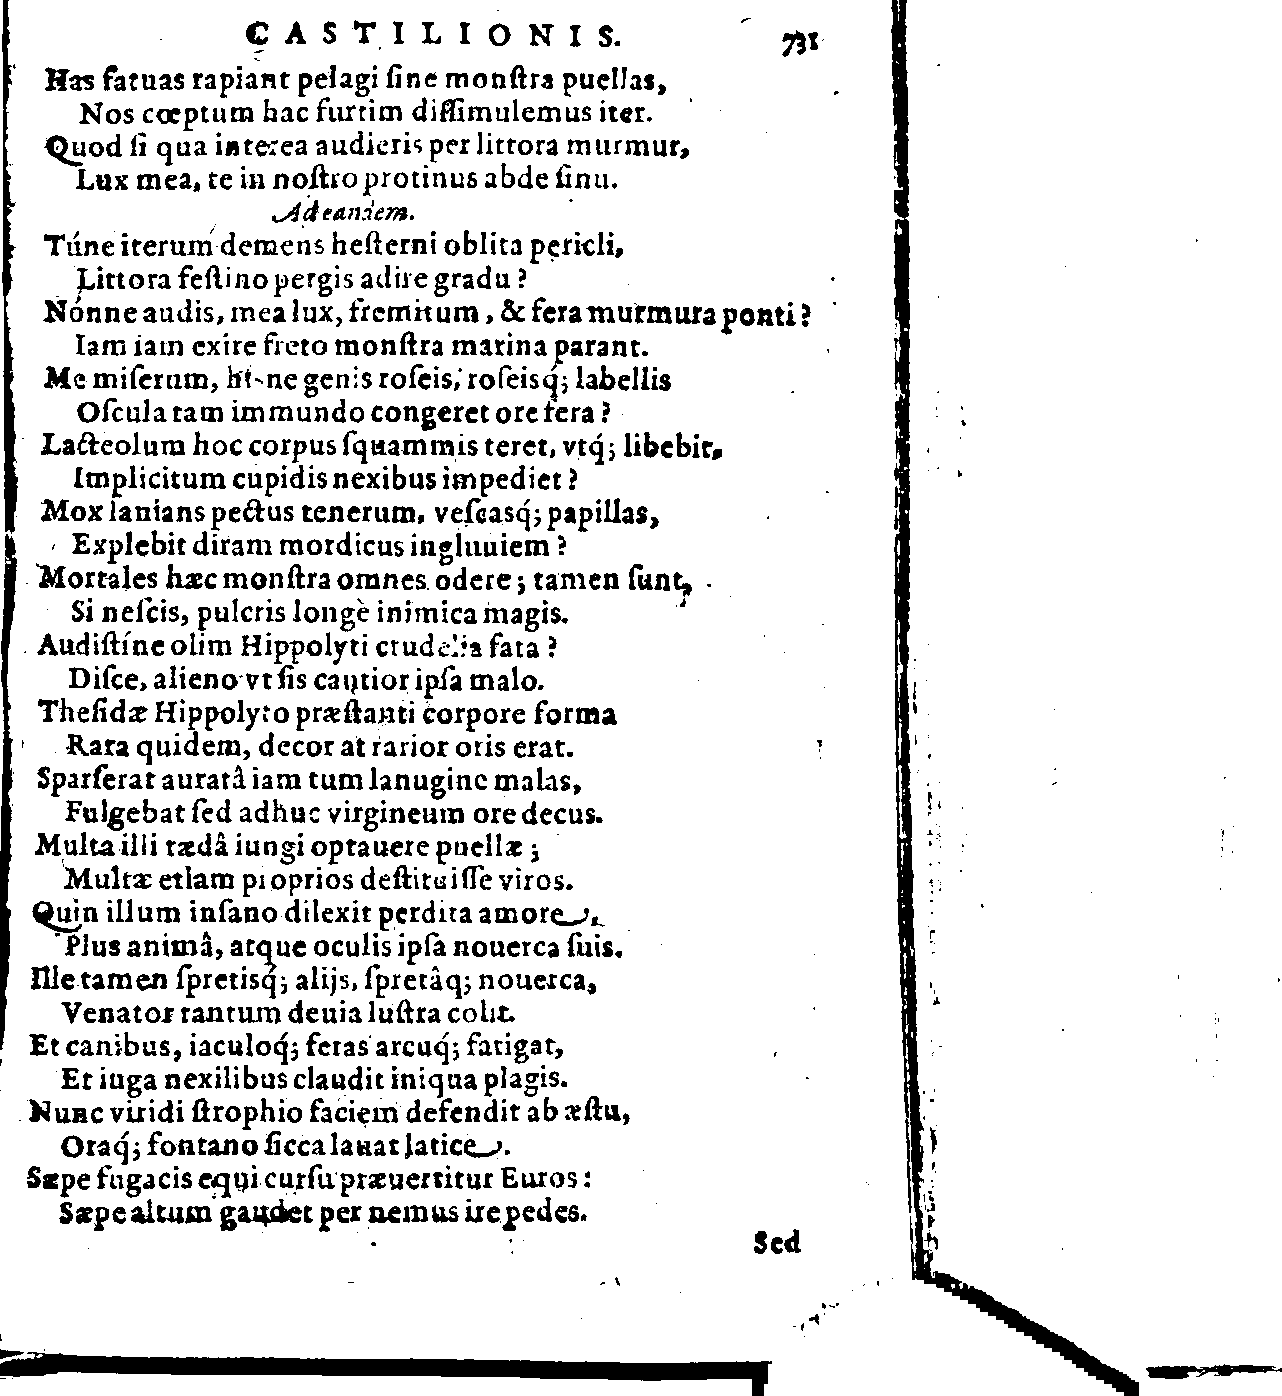 CASTILIONIS. 731
Has fatuas rapiant pelagi ſine monſtra puellas,
Nos cœptum hac furtim diſſimulemus iter.
Quod ſi qua interea audieris per littora murmur,
Lux mea, te in noſtro protinus abde ſinu.
Ad eandem.
Túne iterum demens heſterni oblita pericli,
Littora feſtino pergis adire gradu?
Nónne audis, mea lux, fremitum, & fera murmura ponti?
Iam iam exire freto monſtra marina parant.
Me miſerum, hì-ne genis roſeis, roſeisq́; labellis
Oſcula tam immundo congeret ore fera?
Lacteolum hoc corpus ſquammis teret, vtq́; libebit,
Implicitum cupidis nexibus impediet?
Mox lanians pectus tenerum, veſcasq́; papillas,
Explebit diram mordicus ingluuiem?
Mortales hæc monſtra omnes odere; tamen ſunt,
Si neſcis, pulcris longè inimica magis.
Audiſtíne olim Hippolyti crudelia fata?
Diſce, alieno vt ſis cautior ipſa malo.
Theſidæ Hippolyto præſtanti corpore forma
Rara quidem, decor at rarior oris erat.
Sparſerat auratâ iam tum lanugine malas,
Fulgebat ſed adhuc virgineum ore decus.
Multa illi tædâ iungi optauere puellæ;
Multæ etiam proprios deſtituiſſe viros.
Quin illum inſano dilexit perdita amore,
Plus animâ, atque oculis ipſa nouerca ſuis.
Ille tamen ſpretisq́; alijs, ſpretâq; nouerca,
Venator tantum deuia luſtra colit.
Et canibus, iaculoq́; feras arcuq́; fatigat,
Et iuga nexilibus claudit iniqua plagis.
Nunc viridi ſtrophio faciem defendit ab æſtu,
Oraq́; fontano ſicca lauat latice.
Sæpe fugacis equi curſu præuertitur Euros:
Sæpe altum gaudet per nemus ire pedes.
Sed